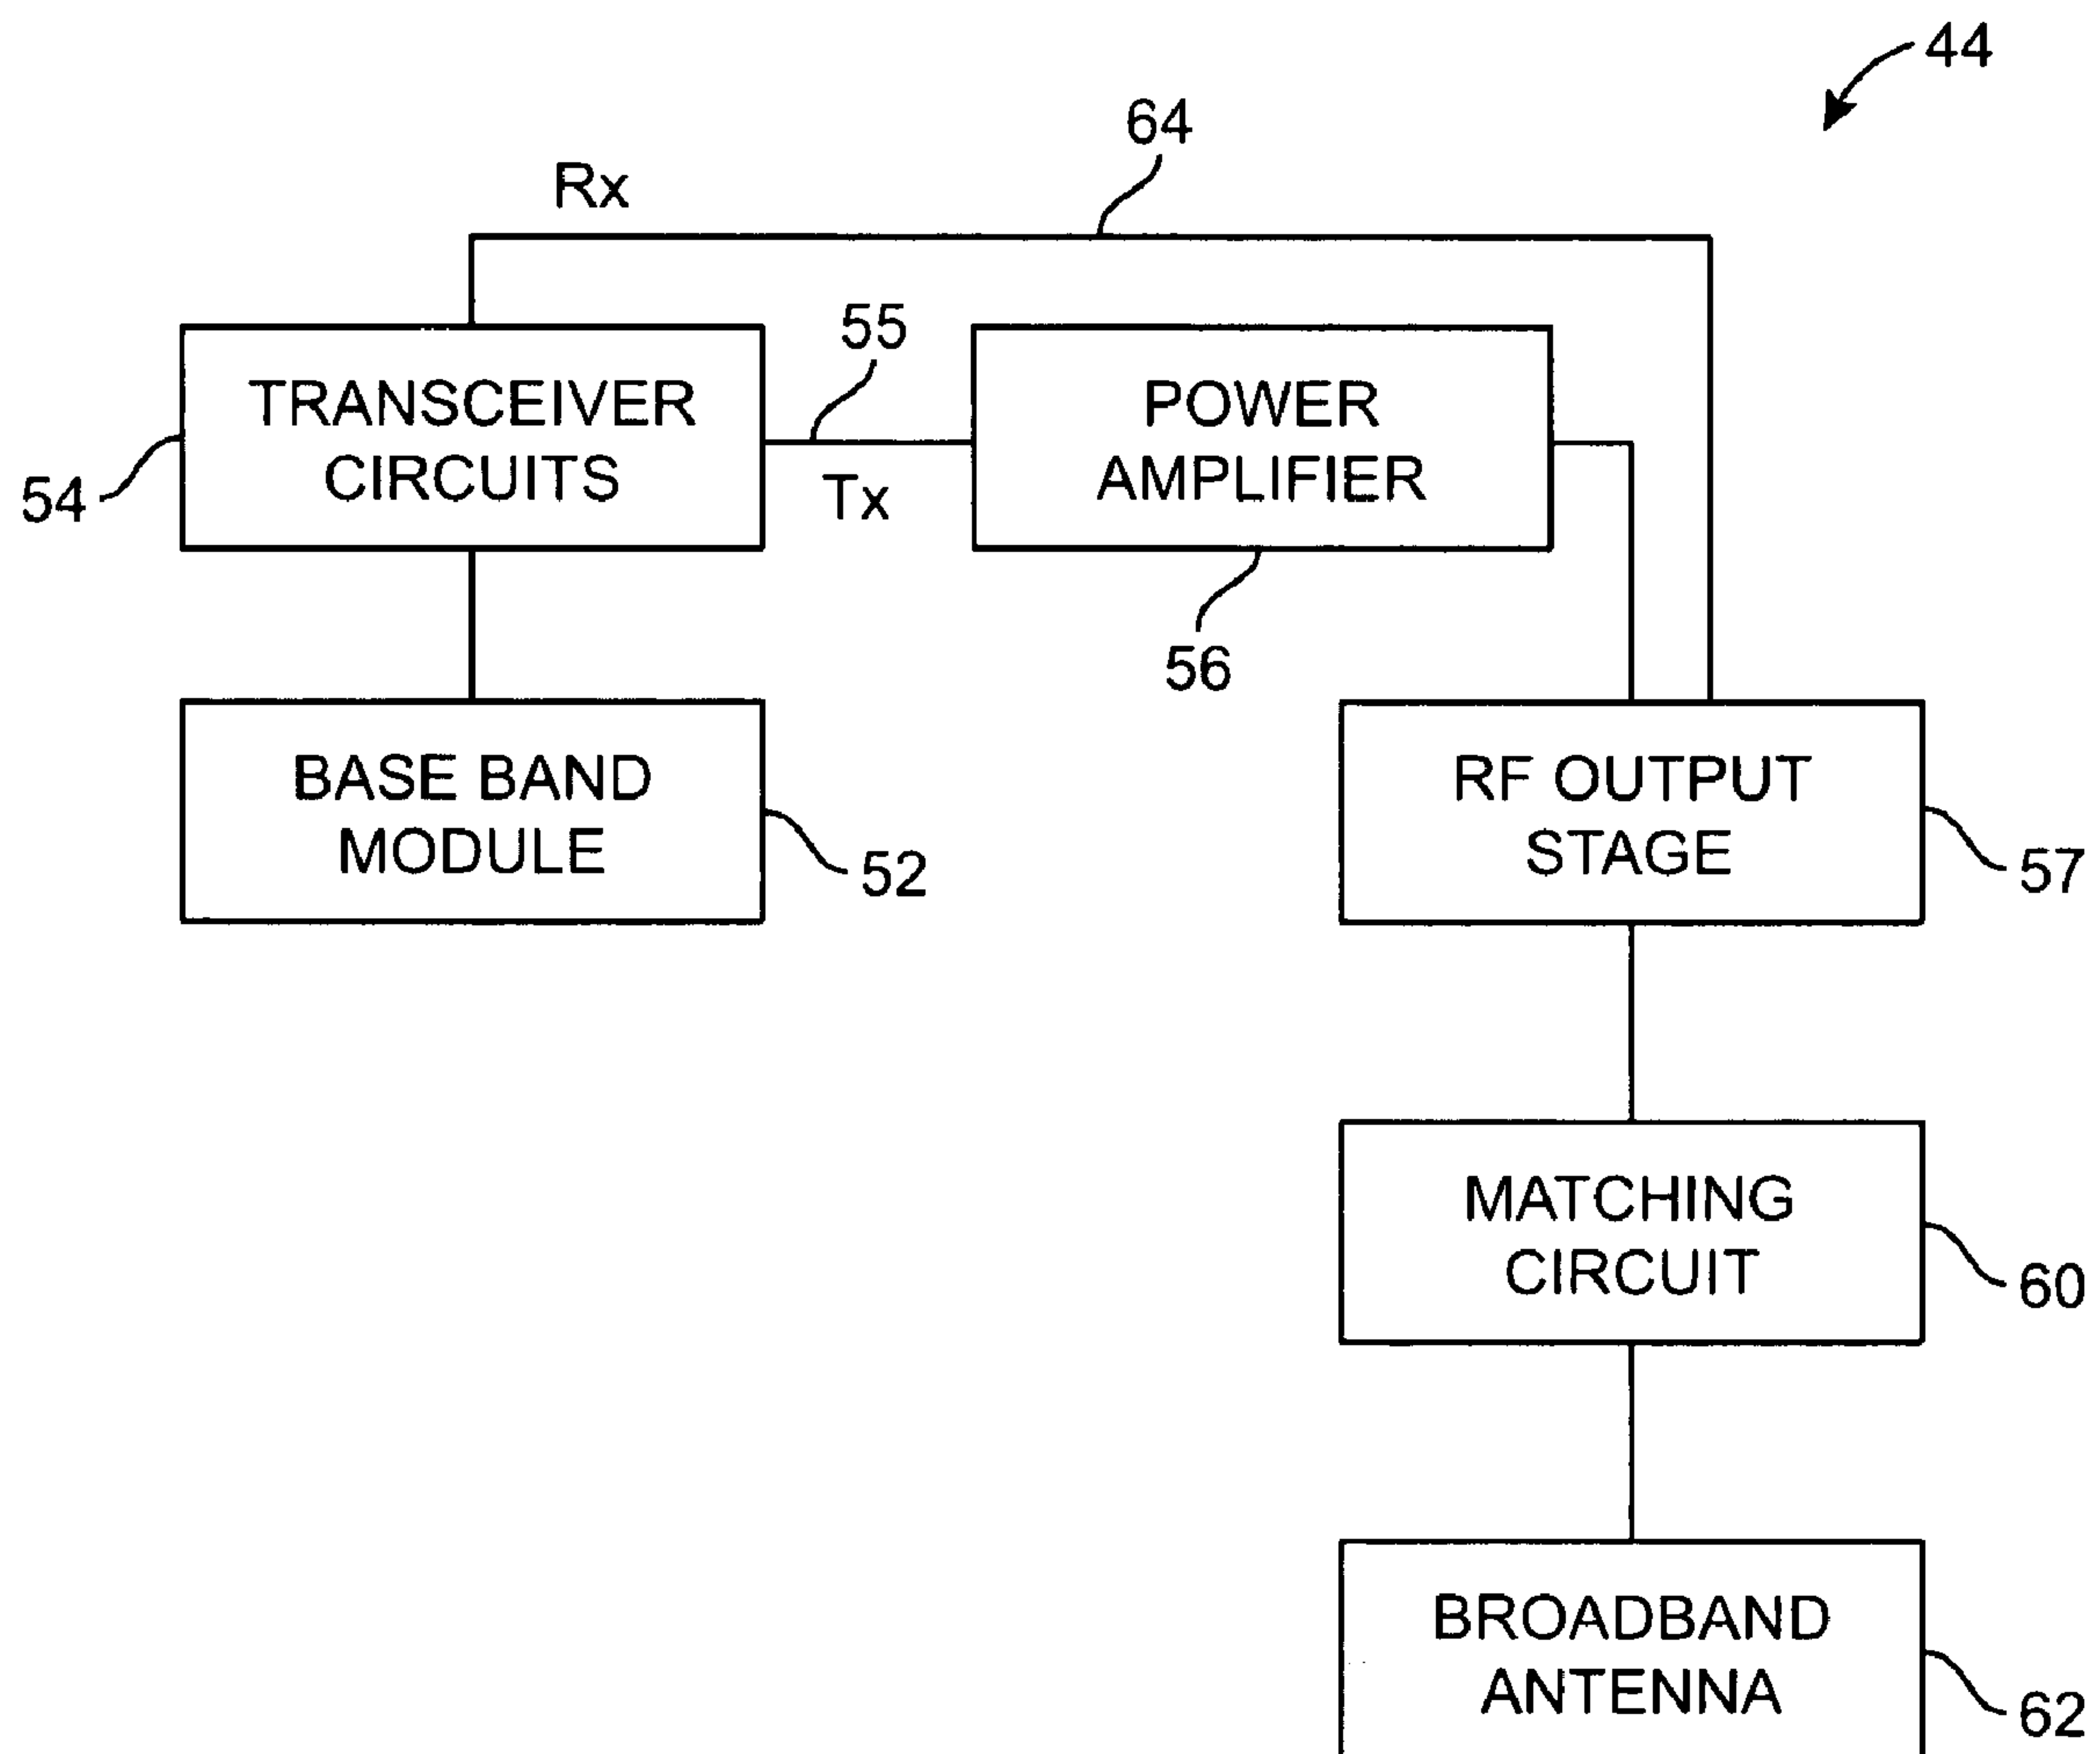 44
64
Rx
55
TRANSCEIVER
CIRCUITS
POWER
AMPLIFIER
54
Tx
56
BASE BAND
MODULE
52
RF OUTPUT
STAGE
57
MATCHING
CIRCUIT
60
BROADBAND
ANTENNA
62